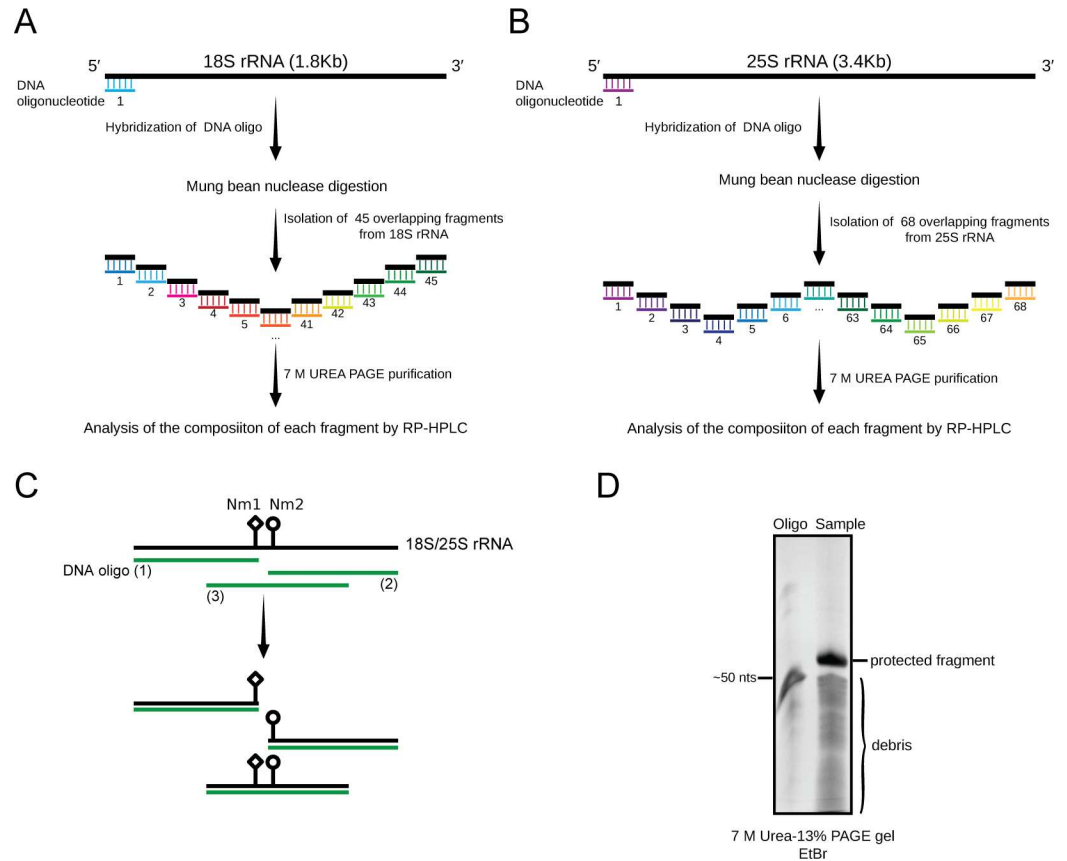 A
18S rRNA (1.8Kb)
5′
3′
DNA
oligonucleotide
1
Hybridization of DNA oligo
Mung bean nuclease digestion
Isolation of 45 overlapping fragments
from 18S rRNA
1
2
3
4
5
...
41
42
43
44
45
7 M UREA PAGE purification
Analysis of the composiiton of each fragment by RP-HPLC
B
25S rRNA (3.4Kb)
5′
3′
DNA
oligonucleotide
1
Hybridization of DNA oligo
Mung bean nuclease digestion
Isolation of 68 overlapping fragments
from 25S rRNA
1
2
3
4
5
6
...
63
64
65
66
67
68
7 M UREA PAGE purification
Analysis of the composiiton of each fragment by RP-HPLC
C
Nm1 Nm2
18S/25S rRNA
DNA oligo (1)
(2)
(3)
D
Oligo Sample
protected fragment
~50 nts
debris
7 M Urea-13% PAGE gel
EtBr